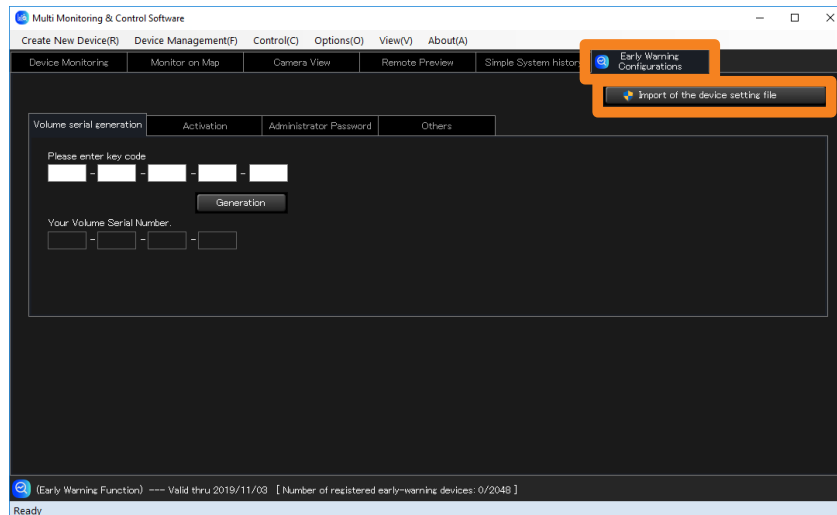 Multi Monitoring & Control Software
Create New Device(R) Device Management(F) Control(C) Options(O) View(V) About(A)
Device Monitoring Monitor on Map Camera View Remote Preview Simple System history Early Warning
Configurations
Import of the device setting file
Volume serial generation Activation Administrator Password Others
Please enter key code
- - - -
Generation
Your Volume Serial Number.
- - -
(Early Warning Function) --- Valid thru 2019/11/03 [ Number of registered early-warning devices: 0/2048 ]
Ready